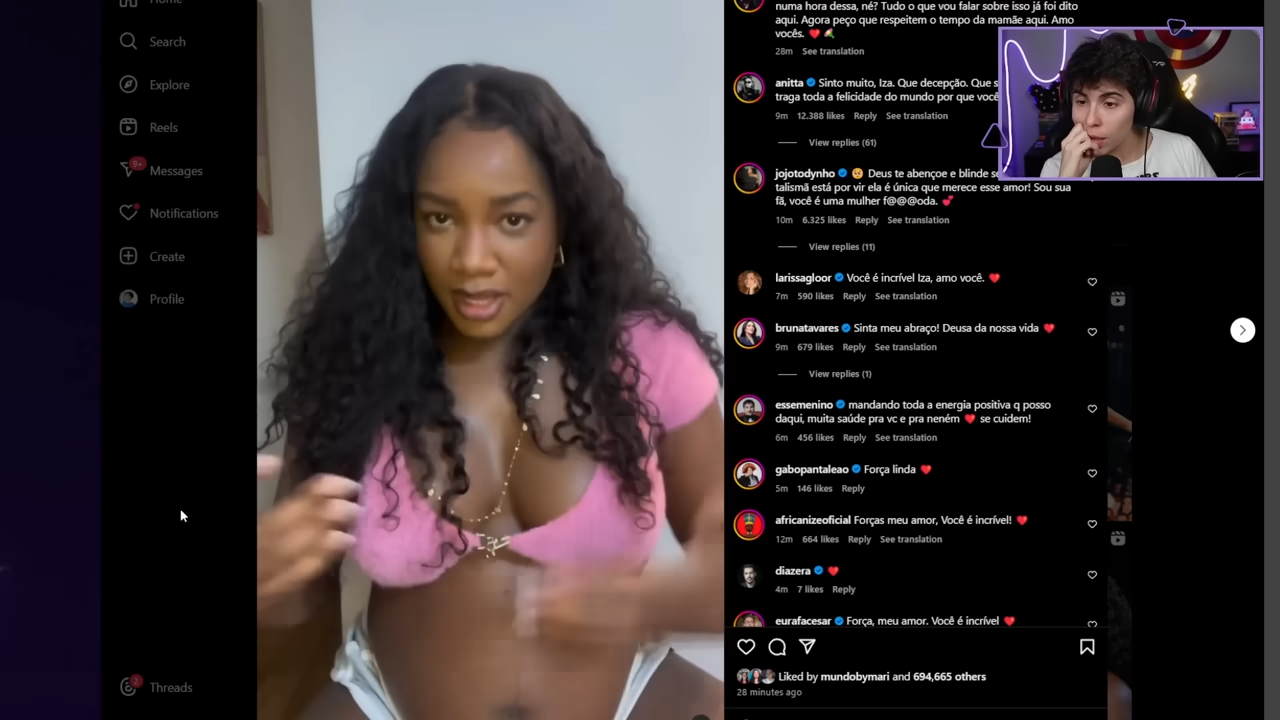 Home
Search
Explore
Reels
9+
Messages
Notifications
Create
Profile
2
Threads
numa hora dessa, né? Tudo o que vou falar sobre isso já foi dito
aqui. Agora peço que respeitem o tempo da mamãe aqui. Amo
vocês. ❤️
28m See translation
anitta Sinto muito, Iza. Que decepção. Que
traga toda a felicidade do mundo por que você
9m 12.388 likes Reply See translation
View replies (61)
jojotodynho Deus te abençoe e blinde
talismã está por vir ela é única que merece esse amor! Sou sua
fã, você é uma mulher f@@@oda. 💕
10m 6.325 likes Reply See translation
View replies (11)
larissagloor Você é incrível Iza, amo você. ❤️
7m 590 likes Reply See translation
brunatavares Sinta meu abraço! Deusa da nossa vida ❤️
9m 679 likes Reply See translation
View replies (1)
essemenino mandando toda a energia positiva q posso
daqui, muita saúde pra vc e pra neném ❤️ se cuidem!
6m 456 likes Reply See translation
gabopantaleao Força linda ❤️
5m 146 likes Reply
africanizeoficial Forças meu amor, Você é incrível! ❤️
12m 664 likes Reply See translation
diazera ❤️
4m 7 likes Reply
eurafacesar Força, meu amor. Você é incrível ❤️
Liked by mundobymari and 694,665 others
28 minutes ago